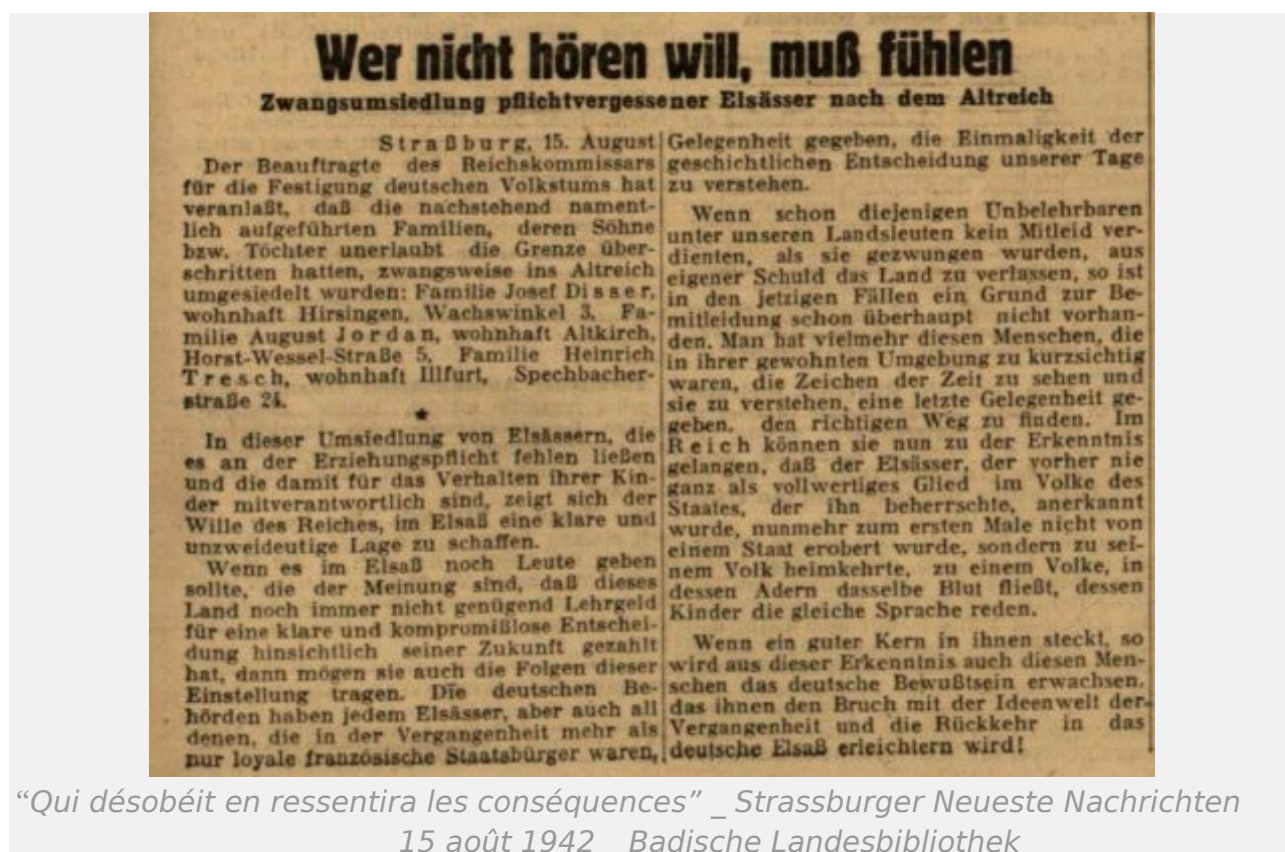 Wer nicht hören will, muß fühlen
Zwangsumsiedlung pflichtvergessener Elsässer nach dem Altreich
Straßburg, 15. August
Der Beauftragte des Reichskommissars
für die Festigung deutschen Volkstums hat
veranlaßt, daß die nachstehend nament-
lich aufgeführten Familien, deren Söhne
bzw. Töchter unerlaubt die Grenze über-
schritten hatten, zwangsweise ins Altreich
umgesiedelt wurden: Familie Josef Disser,
wohnhaft Hirsingen, Wachswinkel 3, Fa-
milie August Jordan, wohnhaft Altkirch,
Horst-Wessel-Straße 5, Familie Heinrich
Tresch, wohnhaft Illfurt, Spechbacher-
straße 24.
★
In dieser Umsiedlung von Elsässern, die
es an der Erziehungspflicht fehlen ließen
und die damit für das Verhalten ihrer Kin-
der mitverantwortlich sind, zeigt sich der
Wille des Reiches, im Elsaß eine klare und
unzweideutige Lage zu schaffen.
Wenn es im Elsaß noch Leute geben
sollte, die der Meinung sind, daß dieses
Land noch immer nicht genügend Lehrgeld
für eine klare und kompromißlose Entschei-
dung hinsichtlich seiner Zukunft gezahlt
hat, dann mögen sie auch die Folgen dieser
Einstellung tragen. Die deutschen Be-
hörden haben jedem Elsässer, aber auch all
denen, die in der Vergangenheit mehr als
nur loyale französische Staatsbürger waren,
Gelegenheit gegeben, die Einmaligkeit der
geschichtlichen Entscheidung unserer Tage
zu verstehen.
Wenn schon diejenigen Unbelehrbaren
unter unseren Landsleuten kein Mitleid ver-
dienten, als sie gezwungen wurden, aus
eigener Schuld das Land zu verlassen, so ist
in den jetzigen Fällen ein Grund zur Be-
mitleidung schon überhaupt nicht vorhan-
den. Man hat vielmehr diesen Menschen, die
in ihrer gewohnten Umgebung zu kurzsichtig
waren, die Zeichen der Zeit zu sehen und
sie zu verstehen, eine letzte Gelegenheit ge-
geben, den richtigen Weg zu finden. Im
Reich können sie nun zu der Erkenntnis
gelangen, daß der Elsässer, der vorher nie
ganz als vollwertiges Glied im Volke des
Staates, der ihn beherrschte, anerkannt
wurde, nunmehr zum ersten Male nicht von
einem Staat erobert wurde, sondern zu sei-
nem Volk heimkehrte, zu einem Volke, in
dessen Adern dasselbe Blut fließt, dessen
Kinder die gleiche Sprache reden.
Wenn ein guter Kern in ihnen steckt, so
wird aus dieser Erkenntnis auch diesen Men-
schen das deutsche Bewußtsein erwachsen,
das ihnen den Bruch mit der Ideenwelt der
Vergangenheit und die Rückkehr in das
deutsche Elsaß erleichtern wird!
“Qui désobéit en ressentira les conséquences” _ Strassburger Neueste Nachrichten
15 août 1942 _ Badische Landesbibliothek